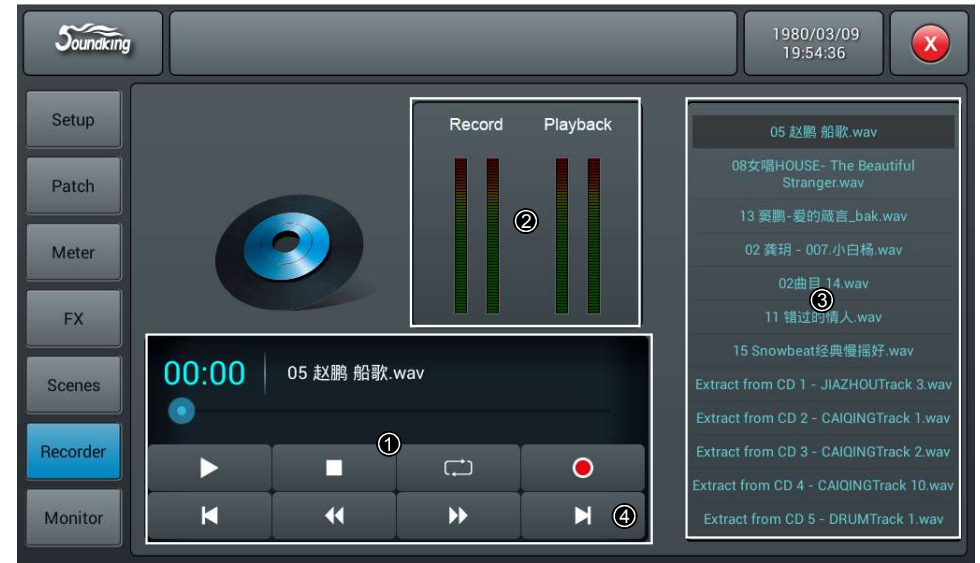 Soundking
1980/03/09
19:54:36
X
Setup
Patch
Meter
FX
Scenes
Recorder
Monitor
Record Playback
②
00:00 05 赵鹏 船歌.wav
①
④
05 赵鹏 船歌.wav
08女唱HOUSE- The Beautiful
Stranger.wav
13 窦鹏-爱的箴言_bak.wav
02 龚玥 - 007.小白杨.wav
02曲目 14.wav
③
11 错过的情人.wav
15 Snowbeat经典慢摇好.wav
Extract from CD 1 - JIAZHOUTrack 3.wav
Extract from CD 2 - CAIQINGTrack 1.wav
Extract from CD 3 - CAIQINGTrack 2.wav
Extract from CD 4 - CAIQINGTrack 10.wav
Extract from CD 5 - DRUMTrack 1.wav